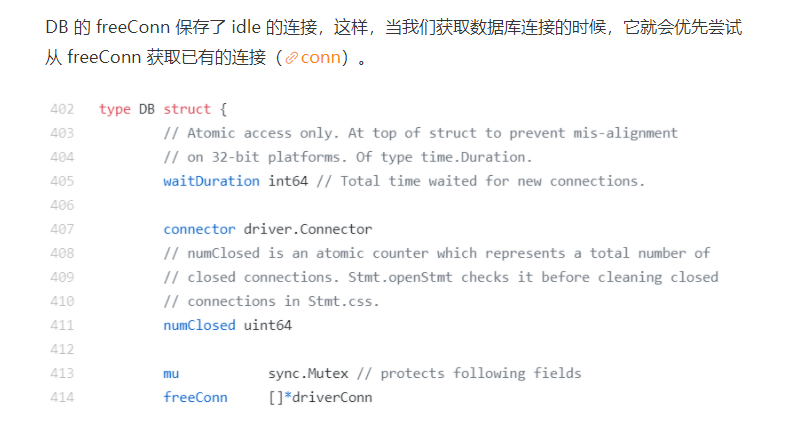 DB 的 freeConn 保存了 idle 的连接，这样，当我们获取数据库连接的时候，它就会优先尝试
从 freeConn 获取已有的连接（conn）。
402 type DB struct {
403 // Atomic access only. At top of struct to prevent mis-alignment
404 // on 32-bit platforms. Of type time.Duration.
405 waitDuration int64 // Total time waited for new connections.
406
407 connector driver.Connector
408 // numClosed is an atomic counter which represents a total number of
409 // closed connections. Stmt.openStmt checks it before cleaning closed
410 // connections in Stmt.css.
411 numClosed uint64
412
413 mu sync.Mutex // protects following fields
414 freeConn []*driverConn